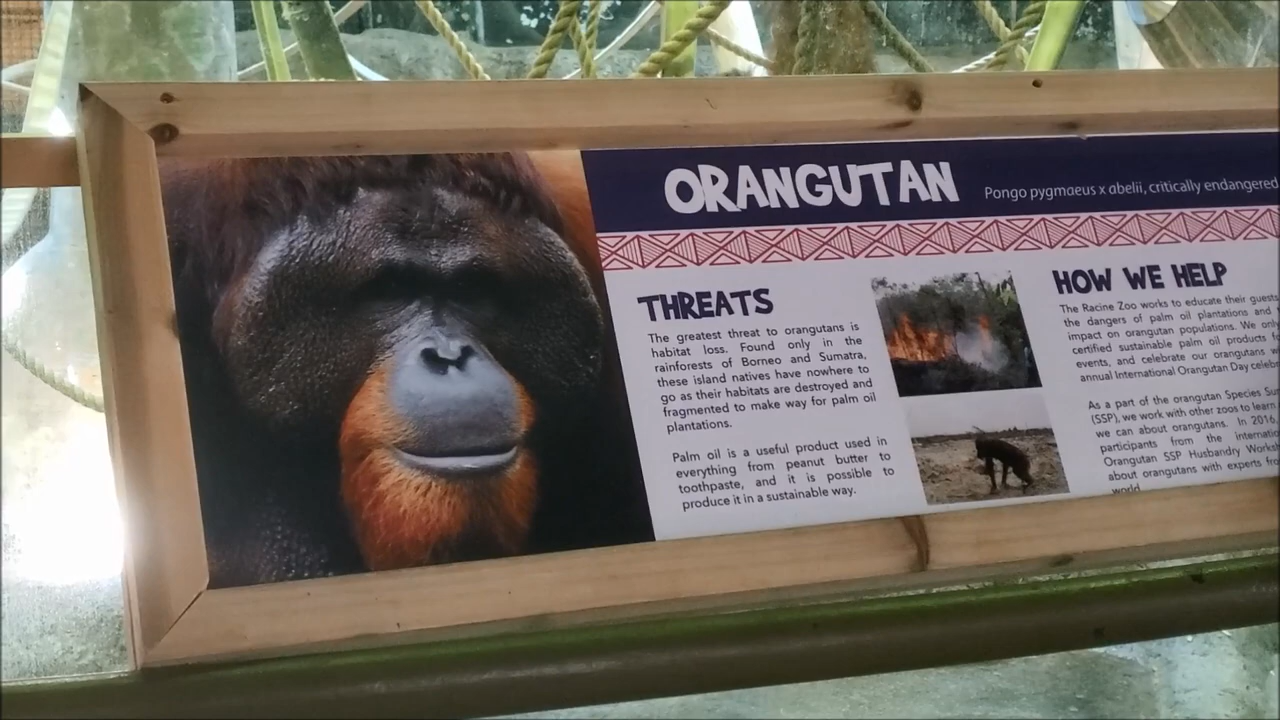 ORANGUTAN
Pongo pygmaeus x abelii, critically endangered
THREATS
The greatest threat to orangutans is
habitat loss. Found only in the
rainforests of Borneo and Sumatra,
these island natives have nowhere to
go as their habitats are destroyed and
fragmented to make way for palm oil
plantations.
Palm oil is a useful product used in
everything from peanut butter to
toothpaste, and it is possible to
produce it in a sustainable way.
HOW WE HELP
The Racine Zoo works to educate their guests
the dangers of palm oil plantations and
impact on orangutan populations. We only
certified sustainable palm oil products
events, and celebrate our orangutans
annual International Orangutan Day
As a part of the orangutan Species
(SSP), we work with other zoos to learn
we can about orangutans. In 2016,
participants from the
Orangutan SSP Husbandry
about orangutans with experts
world.